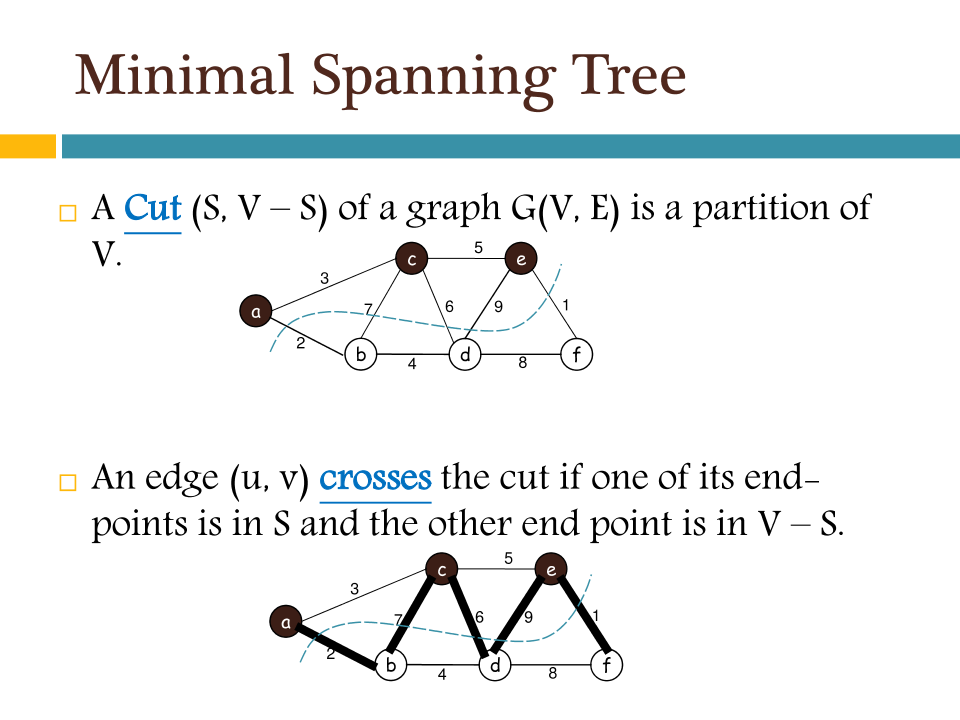 Minimal Spanning Tree
A Cut (S, V – S) of a graph G(V, E) is a partition of
V.
c 5 e
3
a 7 6 9 1
2
b 4 d 8 f
An edge (u, v) crosses the cut if one of its end-
points is in S and the other end point is in V – S.
c 5 e
3
a 7 6 9 1
2
b 4 d 8 f